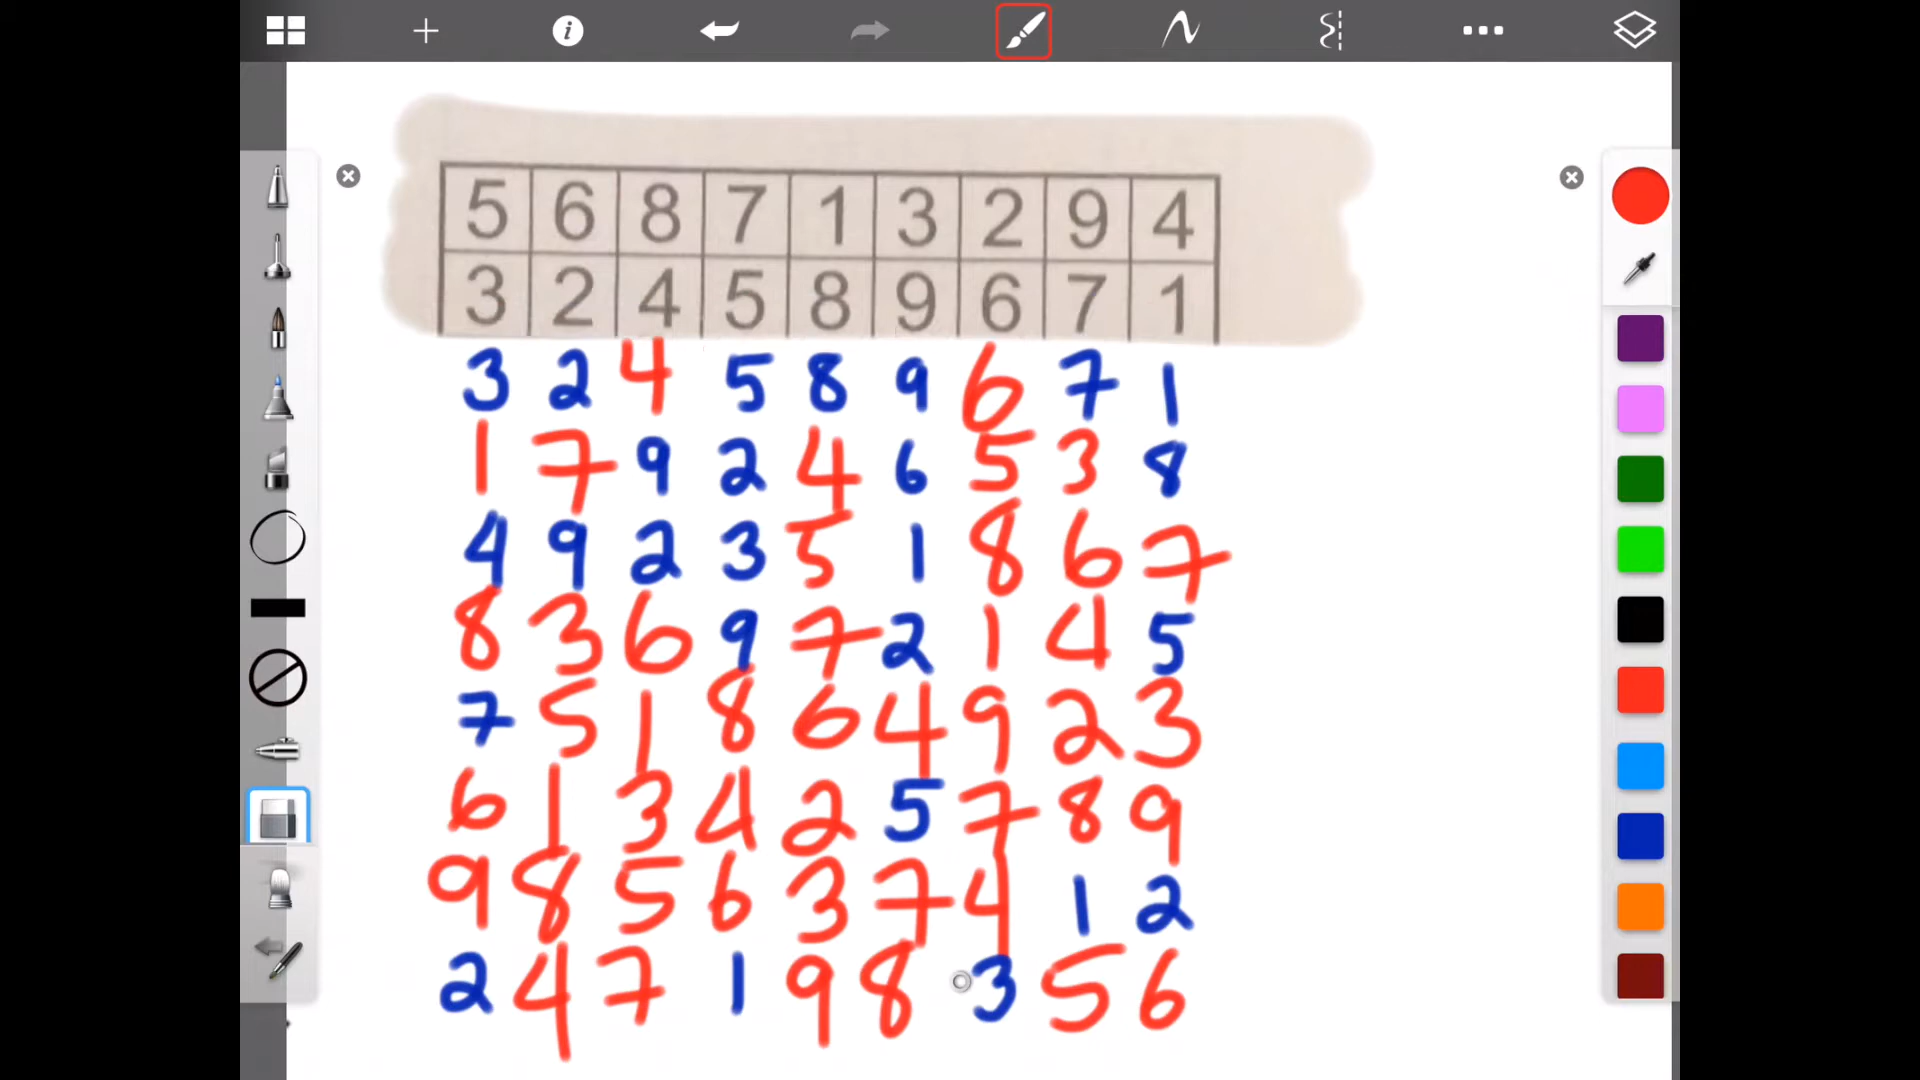 5 6 8 7 1 3 2 9 4
3 2 4 5 8 9 6 7 1
3 2 4 5 8 9 6 7 1
1 7 9 2 4 6 5 3 8
4 9 2 3 5 1 8 6 7
8 3 6 9 7 2 1 4 5
7 5 1 8 6 4 9 2 3
6 1 3 4 2 5 7 8 9
9 8 5 6 3 7 4 1 2
2 4 7 1 9 8 3 5 6